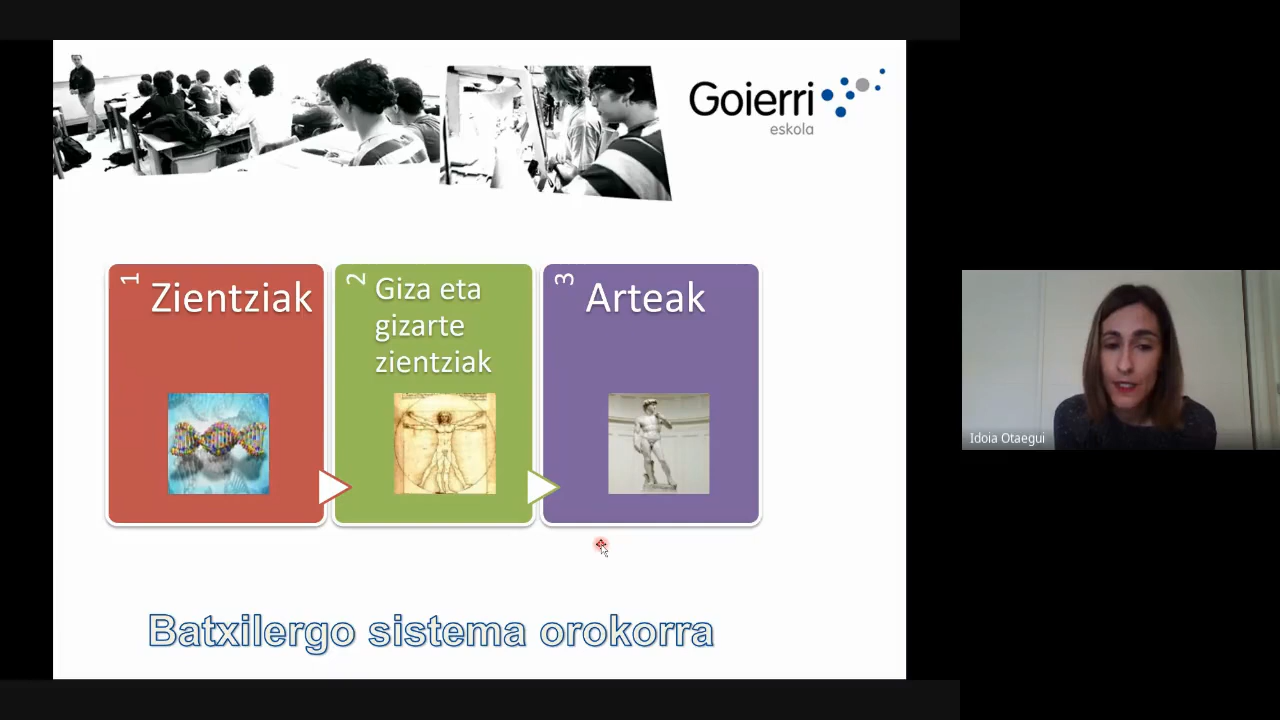 Goierri
eskola
1
Zientziak
2
Giza eta
gizarte
zientziak
3
Arteak
Idoia Otaegui
Batxilergo sistema orokorra